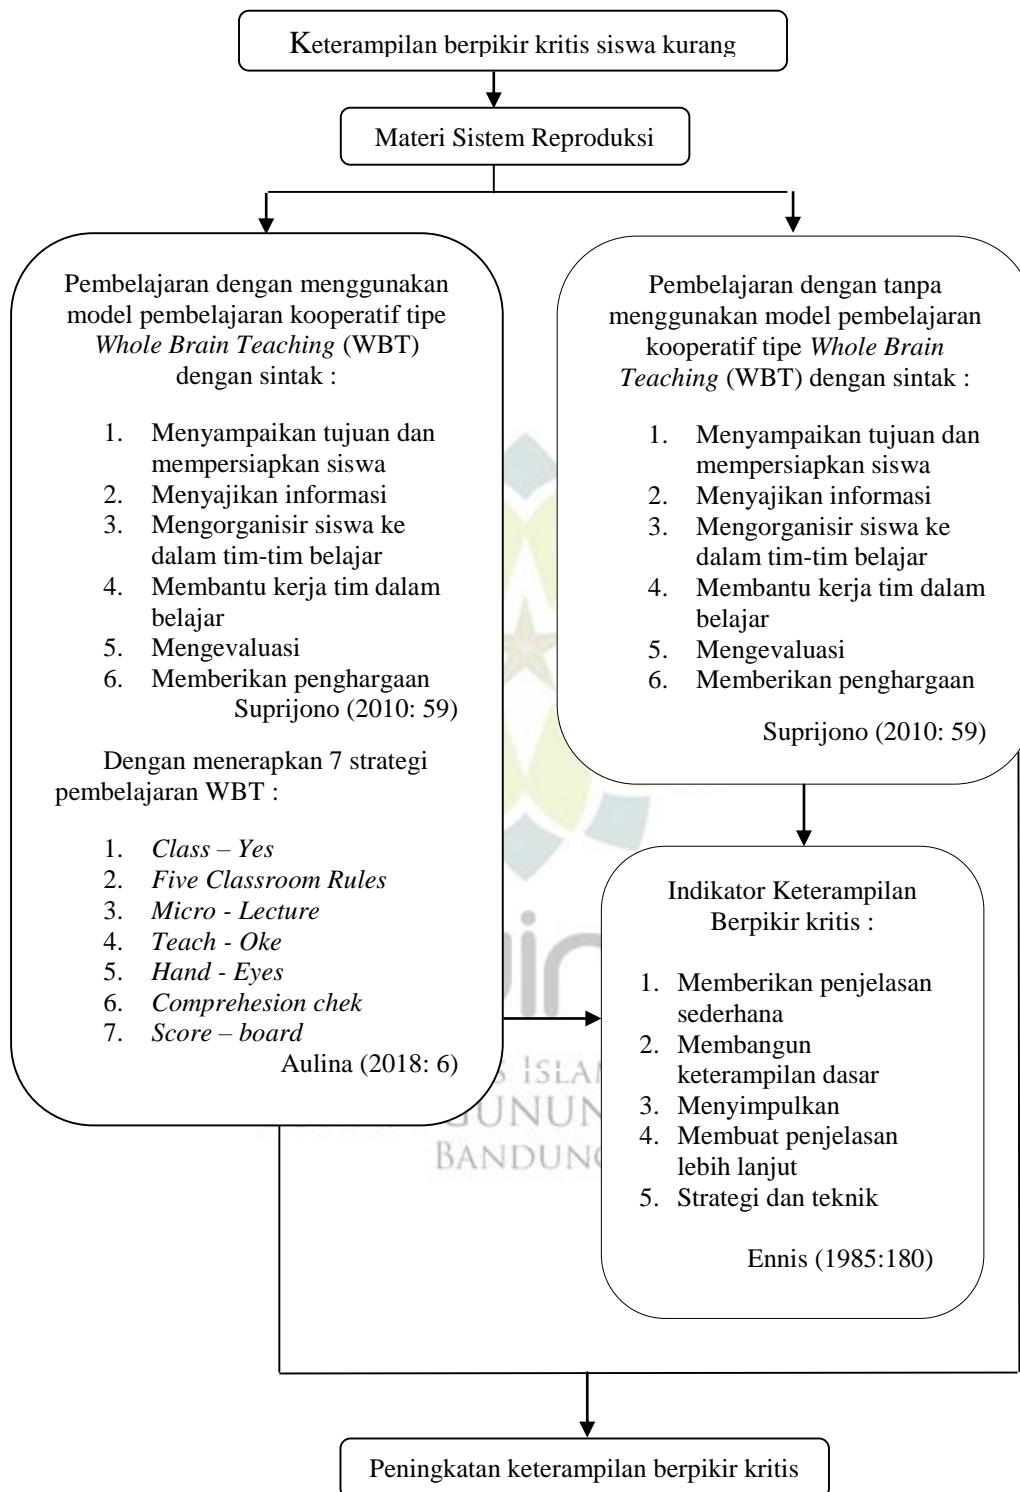 Keterampilan berpikir kritis siswa kurang
Materi Sistem Reproduksi
Pembelajaran dengan menggunakan
model pembelajaran kooperatif tipe
Whole Brain Teaching (WBT)
dengan sintak :
1. Menyampaikan tujuan dan
mempersiapkan siswa
2. Menyajikan informasi
3. Mengorganisir siswa ke
dalam tim-tim belajar
4. Membantu kerja tim dalam
belajar
5. Mengevaluasi
6. Memberikan penghargaan
Suprijono (2010: 59)
Dengan menerapkan 7 strategi
pembelajaran WBT :
1. Class – Yes
2. Five Classroom Rules
3. Micro - Lecture
4. Teach - Oke
5. Hand - Eyes
6. Comprehesion chek
7. Score – board
Aulina (2018: 6)
Pembelajaran dengan tanpa
menggunakan model pembelajaran
kooperatif tipe Whole Brain
Teaching (WBT) dengan sintak :
1. Menyampaikan tujuan dan
mempersiapkan siswa
2. Menyajikan informasi
3. Mengorganisir siswa ke
dalam tim-tim belajar
4. Membantu kerja tim dalam
belajar
5. Mengevaluasi
6. Memberikan penghargaan
Suprijono (2010: 59)
Indikator Keterampilan
Berpikir kritis :
1. Memberikan penjelasan
sederhana
2. Membangun
keterampilan dasar
3. Menyimpulkan
4. Membuat penjelasan
lebih lanjut
5. Strategi dan teknik
Ennis (1985:180)
Peningkatan keterampilan berpikir kritis